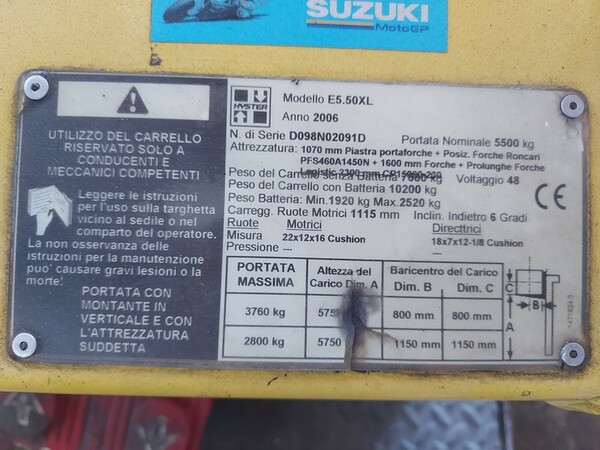 SUZUKI
MotoGP
UTILIZZO DEL CARRELLO
RISERVATO SOLO A
CONDUCENTI E
MECCANICI COMPETENTI
Leggere le istruzioni
per l'uso sulla targhetta
vicino al sedile o nel
comparto del operatore.
La non osservanza delle
istruzioni per la manutenzione
puo' causare gravi lesioni o la
morte!
PORTATA CON
MONTANTE IN
VERTICALE E CON
L'ATTREZZATURA
SUDDETTA
HYSTER
Modello E5.50XL
Anno 2006
N. di Serie D098N02091D
Portata Nominale 5500 kg
Attrezzatura: 1070 mm Piastra portaforche + Posiz. Forche Roncari
PFS460A1450N + 1600 mm Forche + Prolunghe Forche
Peso del Carrello senza Batteria 7680 kg Voltaggio 48
Peso del Carrello con Batteria 10200 kg
Peso Batteria: Min.1920 kg Max.2520 kg
Carregg. Ruote Motrici 1115 mm Inclin. Indietro 6 Gradi
Ruote Motrici Direttrici
Misura 22x12x16 Cushion 18x7x12-1/8 Cushion
Pressione — —
CE
PORTATA MASSIMA
Altezza del Carico Dim. A
Baricentro del Carico
Dim. B Dim. C
3760 kg 5750 800 mm 800 mm
2800 kg 5750 1150 mm 1150 mm
C
B
A